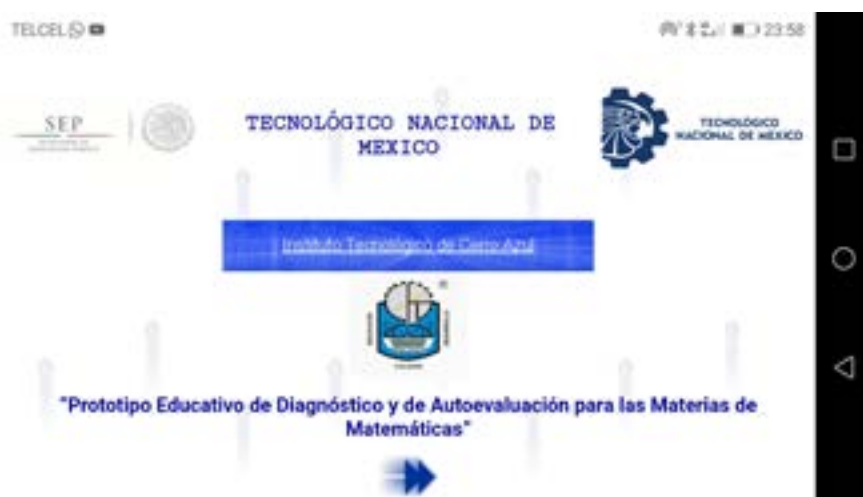 TELCEL
23:58
SEP
TECNOLÓGICO NACIONAL DE
MEXICO
TECNOLÓGICO
NACIONAL DE MÉXICO
Instituto Tecnológico de Cerro Azul
®
"Prototipo Educativo de Diagnóstico y de Autoevaluación para las Materias de
Matemáticas"